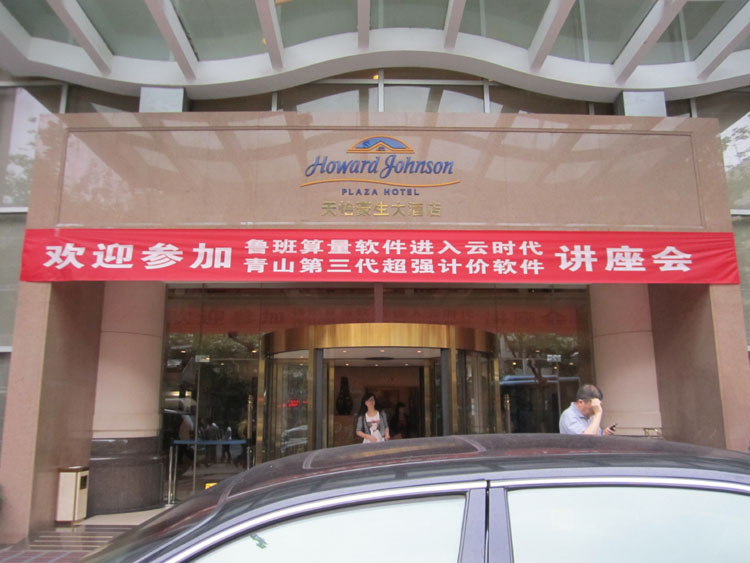 Howard Johnson
PLAZA HOTEL
天怡豪生大酒店
欢迎参加 鲁班算量软件进入云时代
青山第三代超强计价软件 讲座会